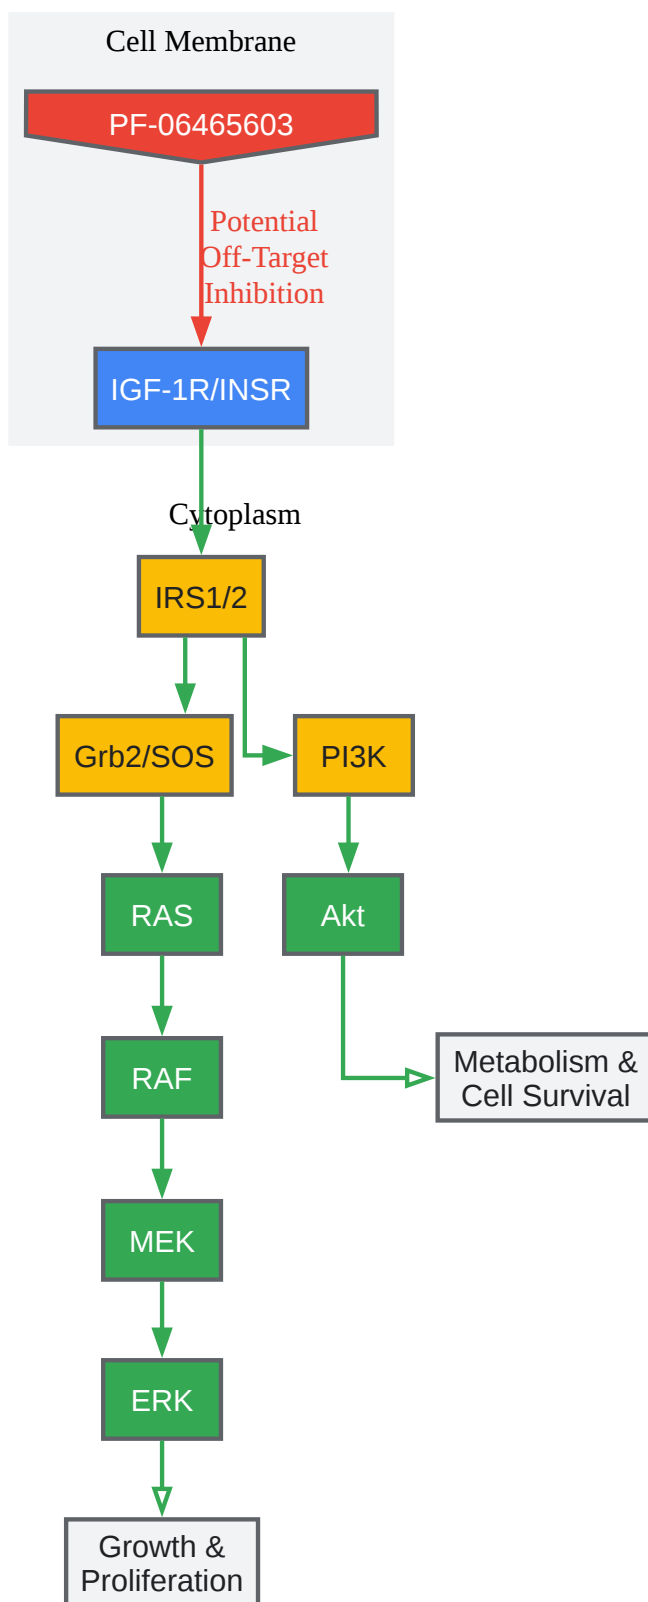 Cell Membrane
PF-06465603
Potential
Off-Target
Inhibition
IGF-1R/INSR
Cytoplasm
IRS1/2
Grb2/SOS
PI3K
RAS
Akt
RAF
Metabolism &
Cell Survival
MEK
ERK
Growth &
Proliferation